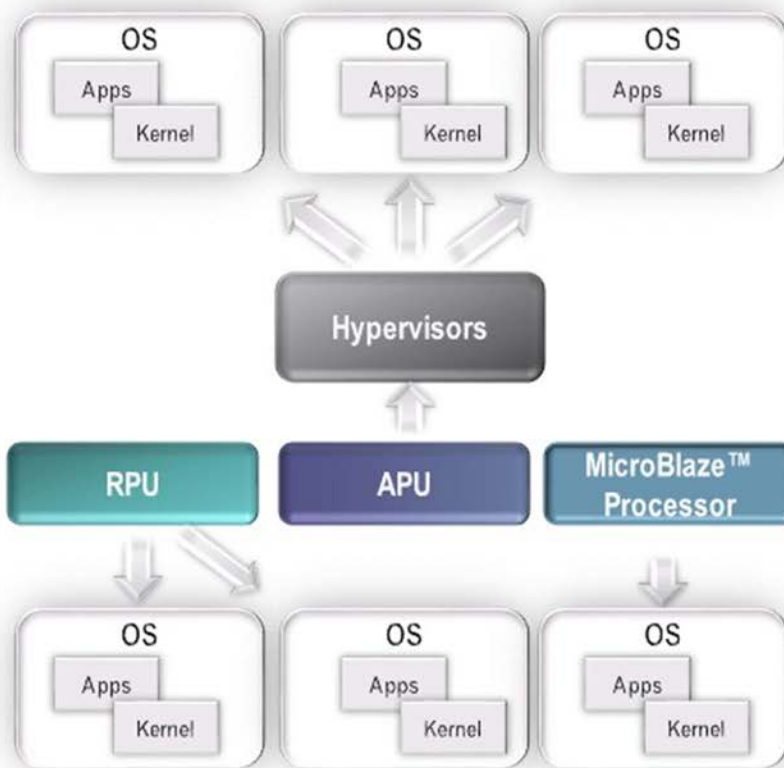 OS
Apps
Kernel
OS
Apps
Kernel
OS
Apps
Kernel
Hypervisors
RPU
APU
MicroBlaze™
Processor
OS
Apps
Kernel
OS
Apps
Kernel
OS
Apps
Kernel